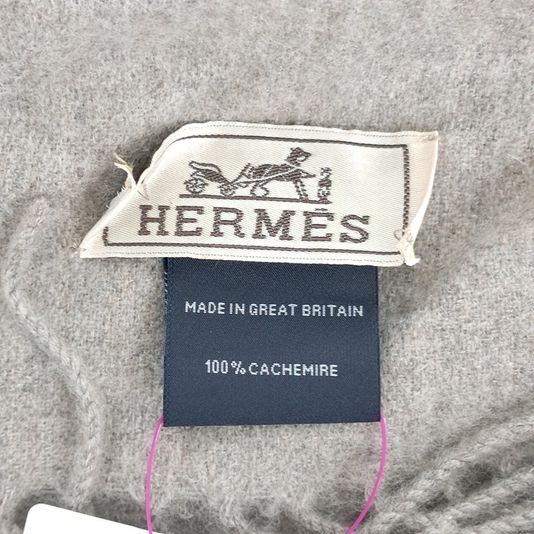 HERMÈS
MADE IN GREAT BRITAIN
100% CACHEMIRE